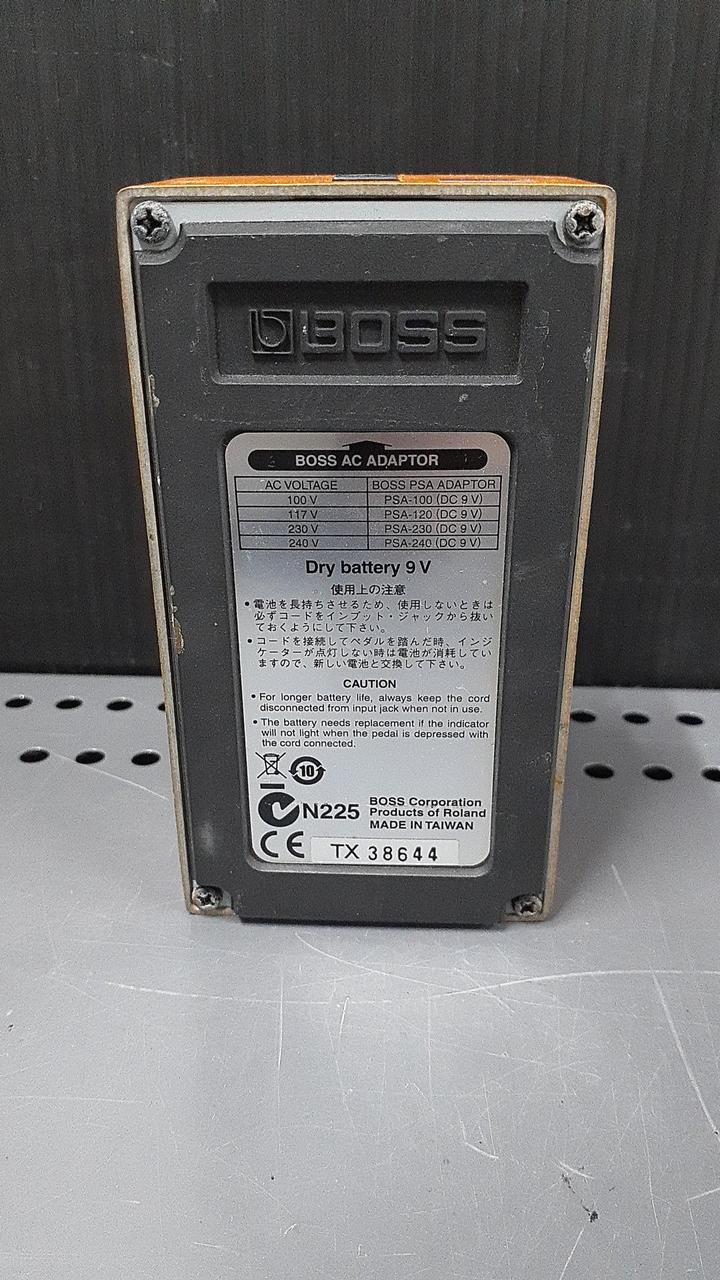 BOSS
BOSS AC ADAPTOR
AC VOLTAGE BOSS PSA ADAPTOR
100 V PSA-100 (DC 9 V)
117 V PSA-120 (DC 9 V)
230 V PSA-230 (DC 9 V)
240 V PSA-240 (DC 9 V)
Dry battery 9 V
使用上の注意
• 電池を長持ちさせるため、使用しないときは
必ずコードをインプット・ジャックから抜い
ておくようにして下さい。
• コードを接続してペダルを踏んだ時、インジ
ケーターが点灯しない時は電池が消耗してい
ますので、新しい電池と交換して下さい。
CAUTION
• For longer battery life, always keep the cord
disconnected from input jack when not in use.
• The battery needs replacement if the indicator
will not light when the pedal is depressed with
the cord connected.
10
N225 BOSS Corporation
Products of Roland
MADE IN TAIWAN
CE TX 38644